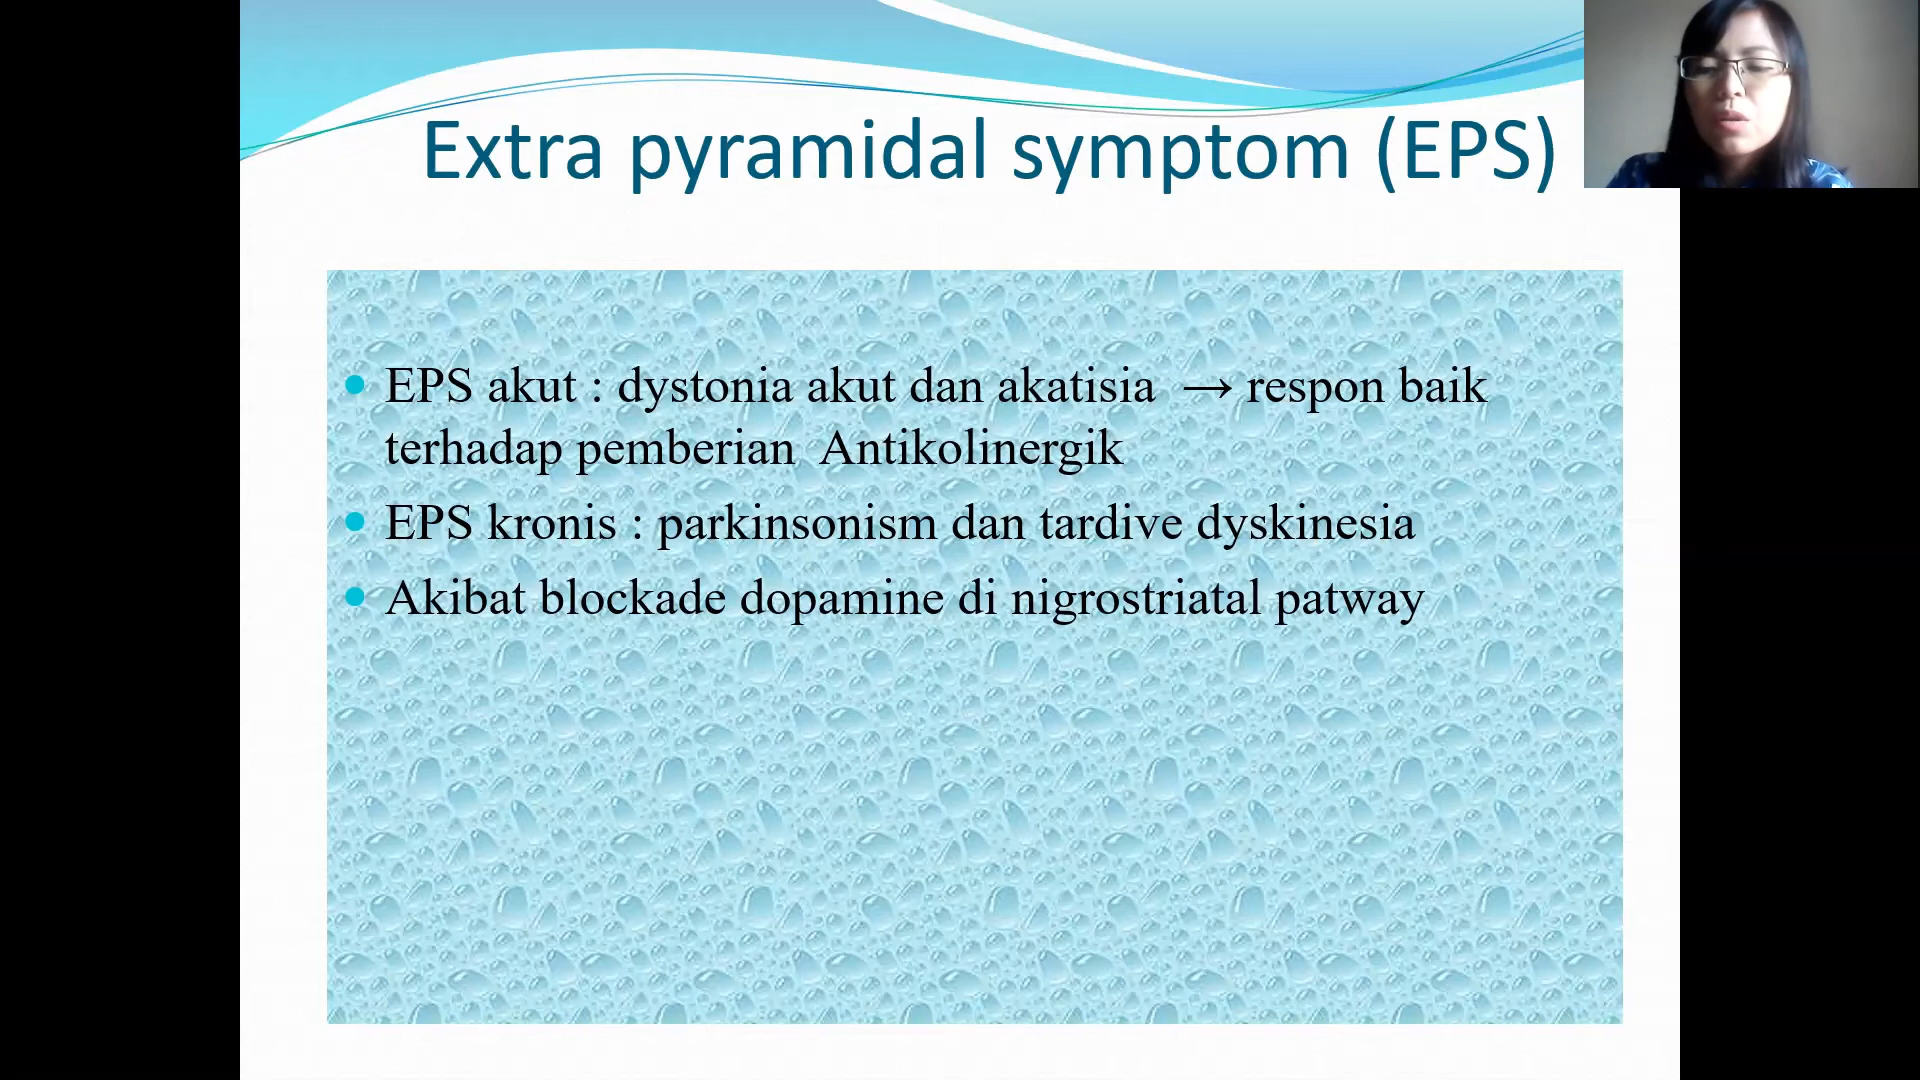 Extra pyramidal symptom (EPS)
• EPS akut : dystonia akut dan akatisia → respon baik
terhadap pemberian Antikolinergik
• EPS kronis : parkinsonism dan tardive dyskinesia
• Akibat blockade dopamine di nigrostriatal patway